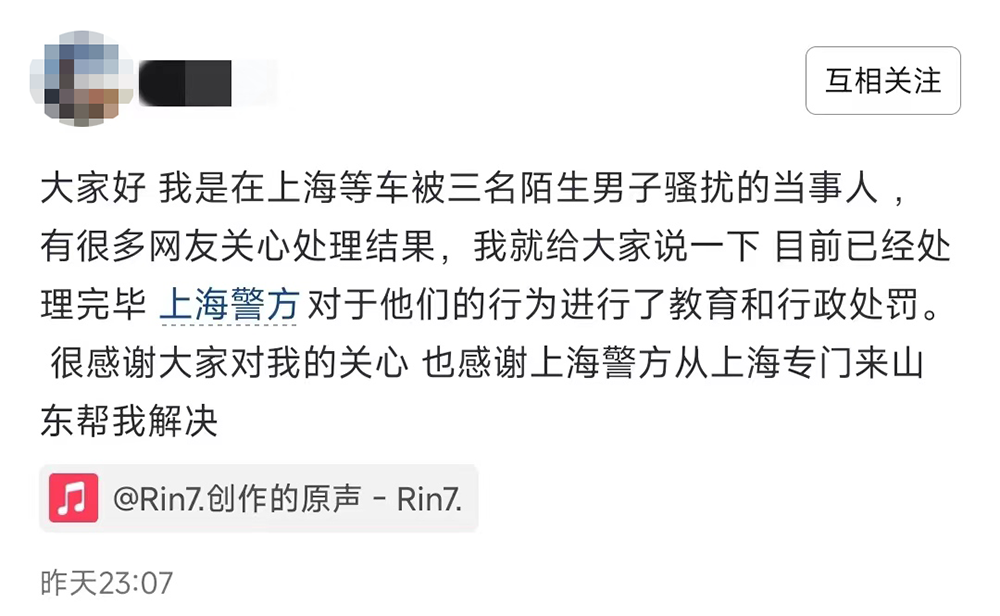 互相关注
大家好 我是在上海等车被三名陌生男子骚扰的当事人，
有很多网友关心处理结果，我就给大家说一下 目前已经处
理完毕 上海警方 对于他们的行为进行了教育和行政处罚。
很感谢大家对我的关心 也感谢上海警方从上海专门来山
东帮我解决
@Rin7.创作的原声 - Rin7.
昨天23:07